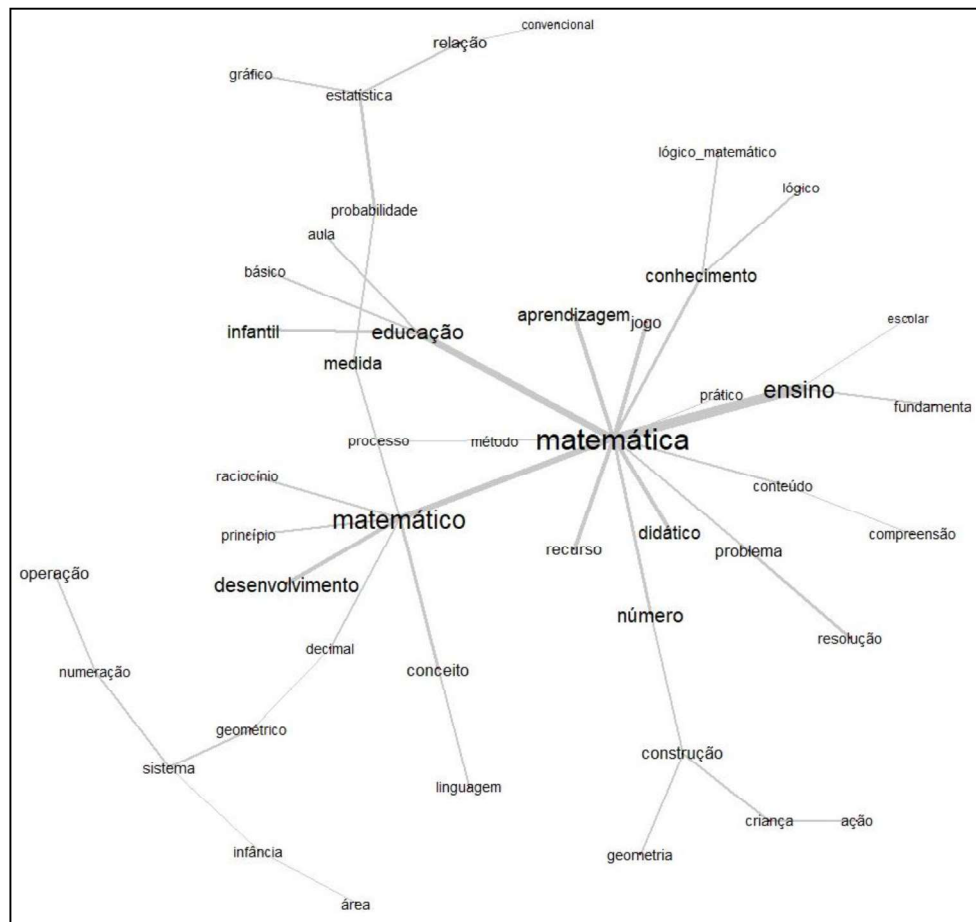 convencional
relação
gráfico
estatística
lógico_matemático
lógico
probabilidade
aula
básico
conhecimento
aprendizagem
jogo
escolar
infantil
educação
medida
prático
ensino
fundamenta
processo
método
matemática
raciocínio
conteúdo
matemático
princípio
didático
compreensão
recurso
problema
operação
desenvolvimento
número
resolução
decimal
numeração
conceito
geométrico
construção
sistema
linguagem
criança
ação
infância
geometria
área